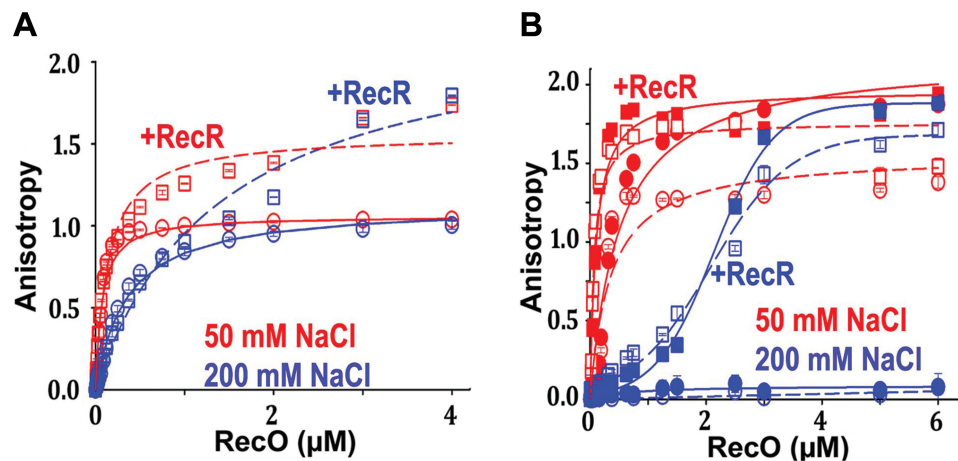 A
Anisotropy
2.0
1.5
1.0
0.5
0.0
+RecR
+RecR
50 mM NaCl
200 mM NaCl
0
2
4
RecO (µM)
B
Anisotropy
2.0
1.5
1.0
0.5
0.0
+RecR
+RecR
50 mM NaCl
200 mM NaCl
0
2
4
6
RecO (µM)